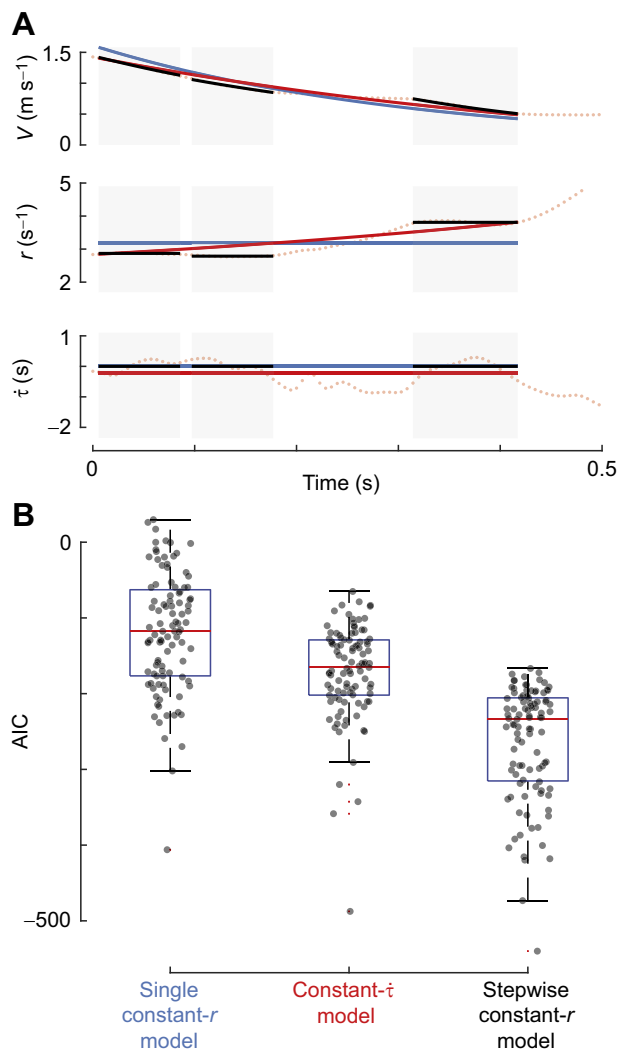 A
1.5
V (m s⁻¹)
0
5
r (s⁻¹)
2
1
τ̇ (s)
−2
0
0.5
Time (s)
B
0
AIC
−500
Single constant-r model
Constant-τ̇ model
Stepwise constant-r model